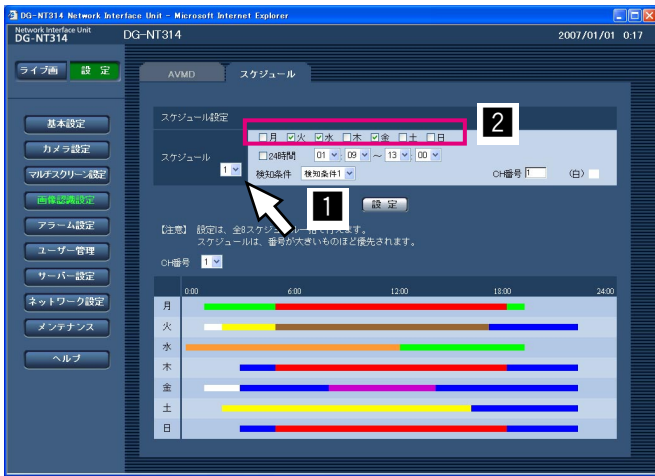 DG-NT314 Network Interface Unit - Microsoft Internet Explorer
Network Interface Unit
DG-NT314
DG-NT314
2007/01/01 0:17
ライブ画 設 定
AVMD スケジュール
基本設定
カメラ設定
マルチスクリーン設定
画像認識設定
アラーム設定
ユーザー管理
サーバー設定
ネットワーク設定
メンテナンス
ヘルプ
スケジュール設定
2
月 火 水 木 金 土 日
スケジュール 1
24時間 01 : 09 ～ 13 : 00
検知条件 検知条件1
CH番号 1 (白)
1
設 定
【注意】 設定は、全8スケジュール一括で行えます。
スケジュールは、番号が大きいものほど優先されます。
CH番号 1
0:00 6:00 12:00 18:00 24:00
月
火
水
木
金
土
日